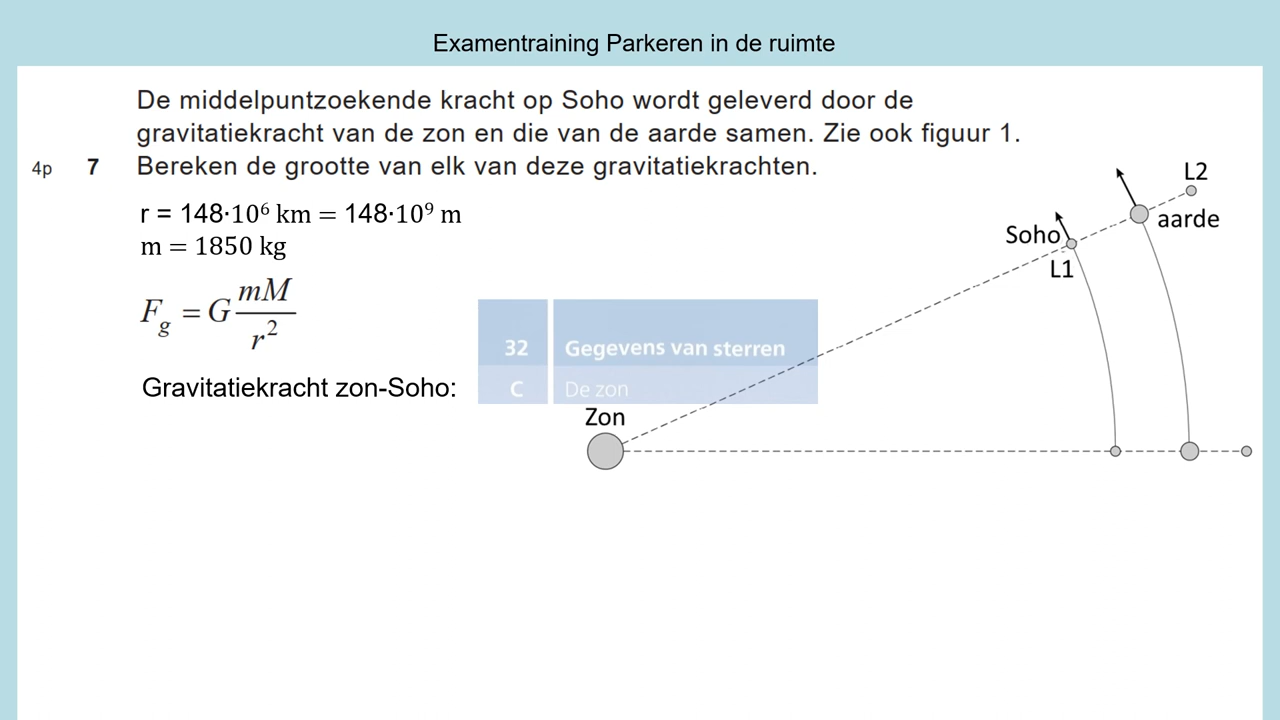 Examentraining Parkeren in de ruimte
De middelpuntzoekende kracht op Soho wordt geleverd door de
gravitatiekracht van de zon en die van de aarde samen. Zie ook figuur 1.
4p 7 Bereken de grootte van elk van deze gravitatiekrachten.
r = 148·10⁶ km = 148·10⁹ m
m = 1850 kg
F_g = G mM/r²
Gravitatiekracht zon-Soho:
32 Gegevens van sterren
C De zon
L2
aarde
Soho
L1
Zon